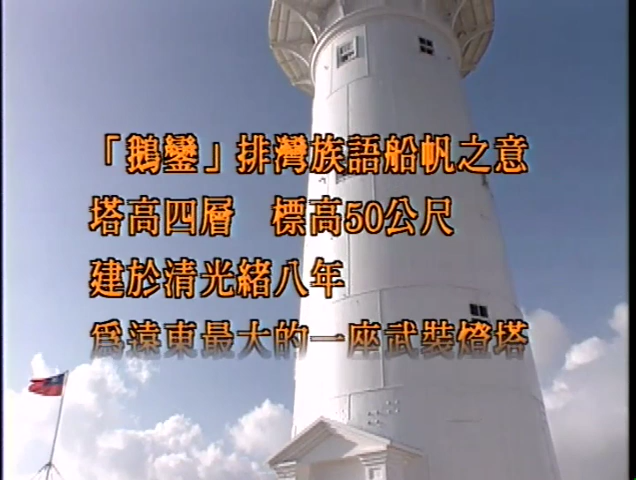 「鵝鑾」排灣族語船帆之意
塔高四層　標高50公尺
建於清光緒八年
為遠東最大的一座武裝燈塔